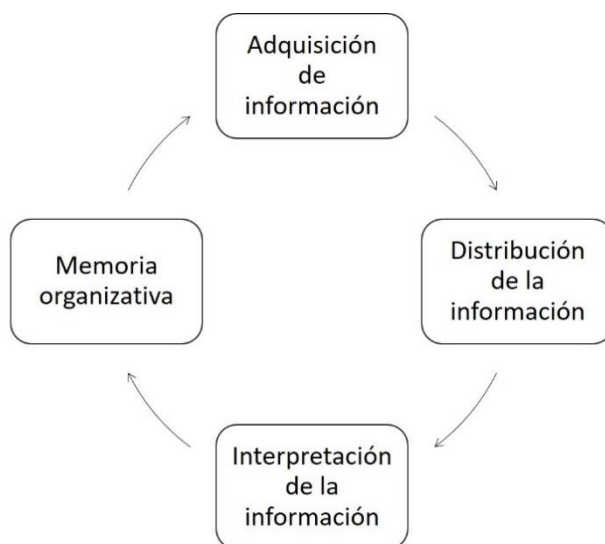 Adquisición
de
información
Distribución
de la
información
Interpretación
de la
información
Memoria
organizativa